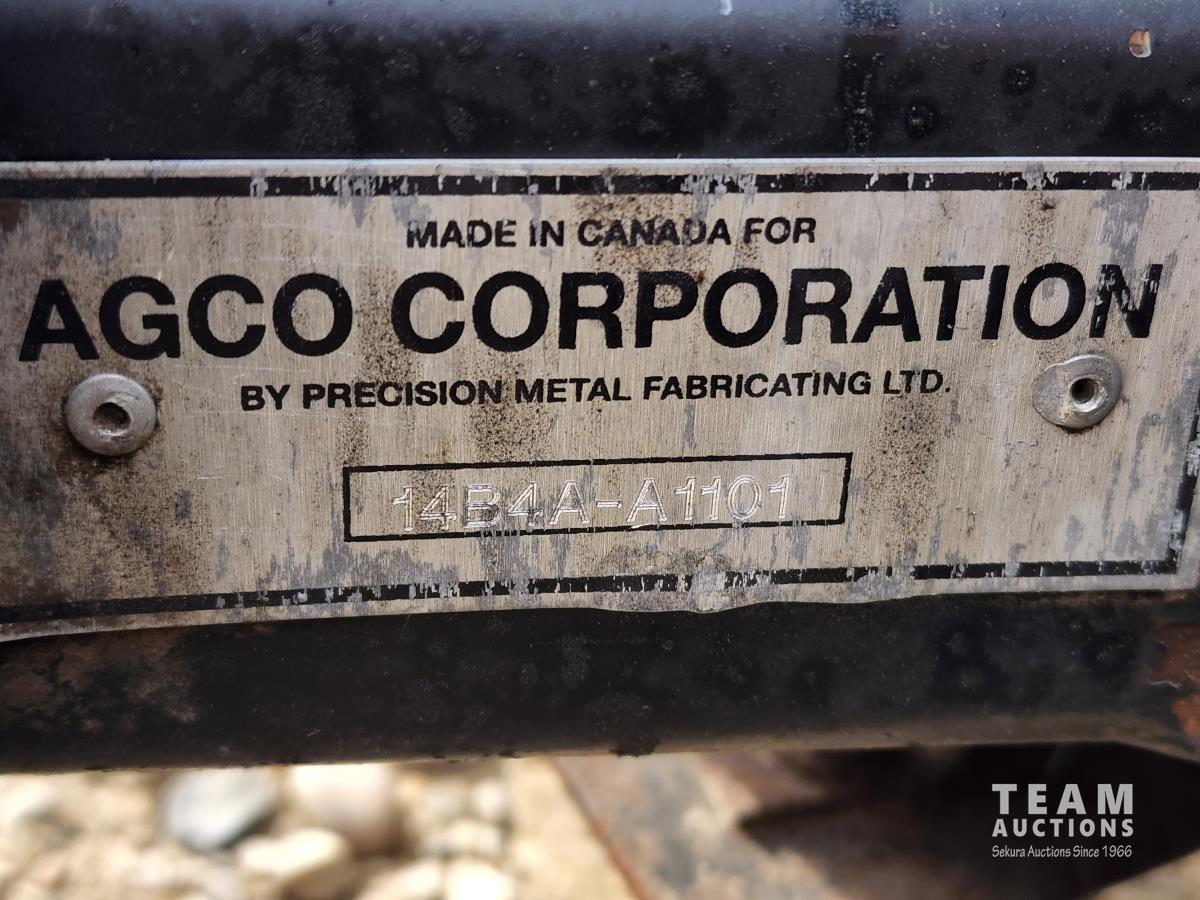 MADE IN CANADA FOR
AGCO CORPORATION
BY PRECISION METAL FABRICATING LTD.
14B4A-A1101
TEAM
AUCTIONS
Sekura Auctions Since 1966